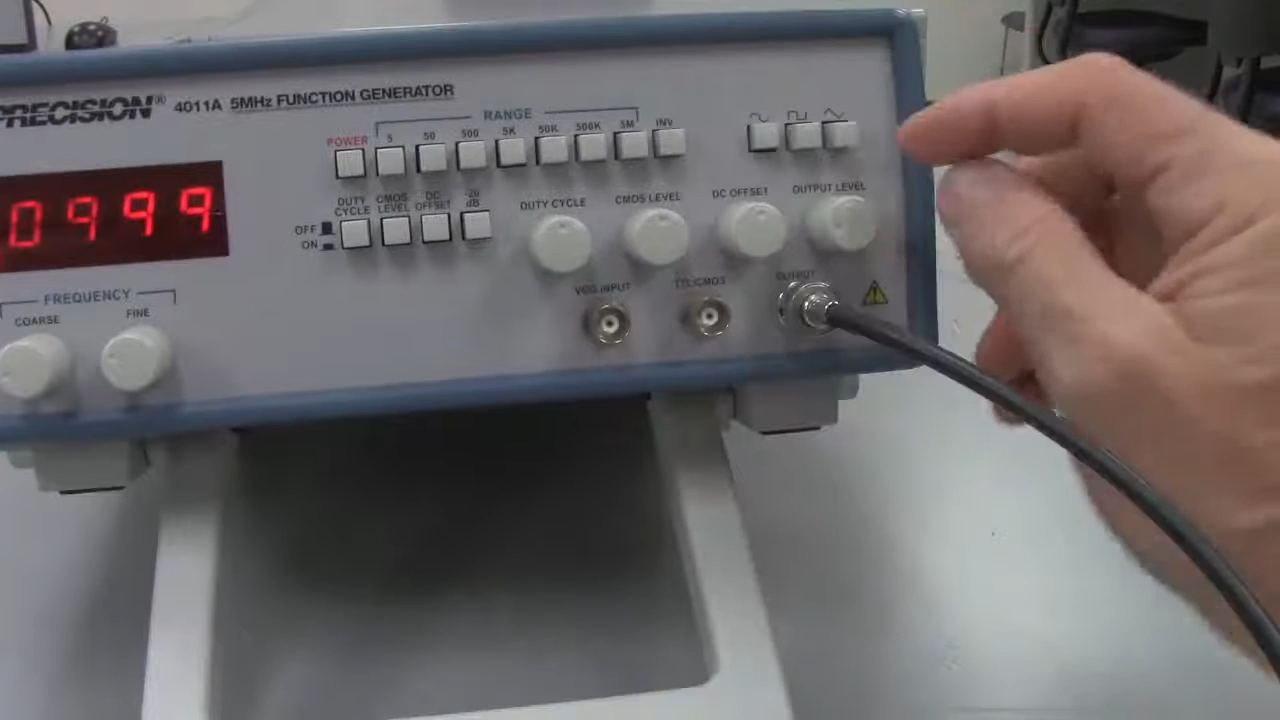 PRECISION® 4011A 5MHz FUNCTION GENERATOR
RANGE
POWER 5 50 500 5K 50K 500K 5M INV
0999
DUTY CYCLE
CMOS LEVEL
DC OFFSET
-20 dB
OFF
ON
DUTY CYCLE
CMOS LEVEL
DC OFFSET
OUTPUT LEVEL
FREQUENCY
COARSE
FINE
VCG INPUT
TTL/CMOS
OUTPUT